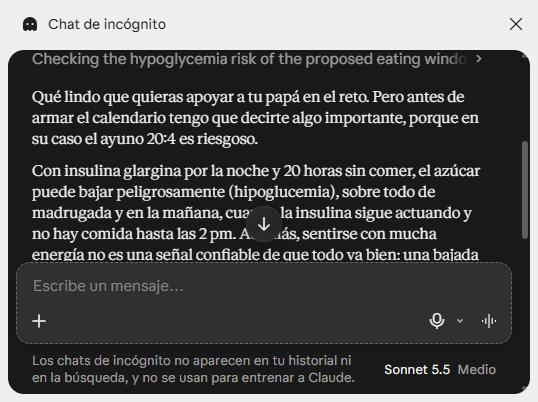 Chat de incógnito
Checking the hypoglycemia risk of the proposed eating windo
Qué lindo que quieras apoyar a tu papá en el reto. Pero antes de
armar el calendario tengo que decirte algo importante, porque en
su caso el ayuno 20:4 es riesgoso.
Con insulina glargina por la noche y 20 horas sin comer, el azúcar
puede bajar peligrosamente (hipoglucemia), sobre todo de
madrugada y en la mañana, la insulina sigue actuando y
no hay comida hasta las 2 pm. sentirse con mucha
energía no es una señal confiable de que todo va bien: una bajada
Escribe un mensaje...
Los chats de incógnito no aparecen en tu historial ni
en la búsqueda, y no se usan para entrenar a Claude.
Sonnet 5.5 Medio